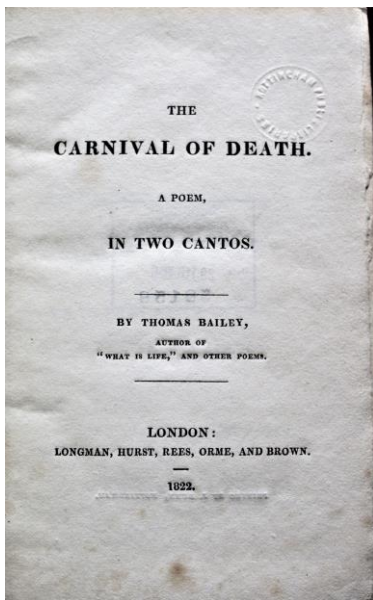 THE
CARNIVAL OF DEATH.
A POEM,
IN TWO CANTOS.
BY THOMAS BAILEY,
AUTHOR OF
"WHAT IS LIFE," AND OTHER POEMS.
LONDON:
LONGMAN, HURST, REES, ORME, AND BROWN.
1822.